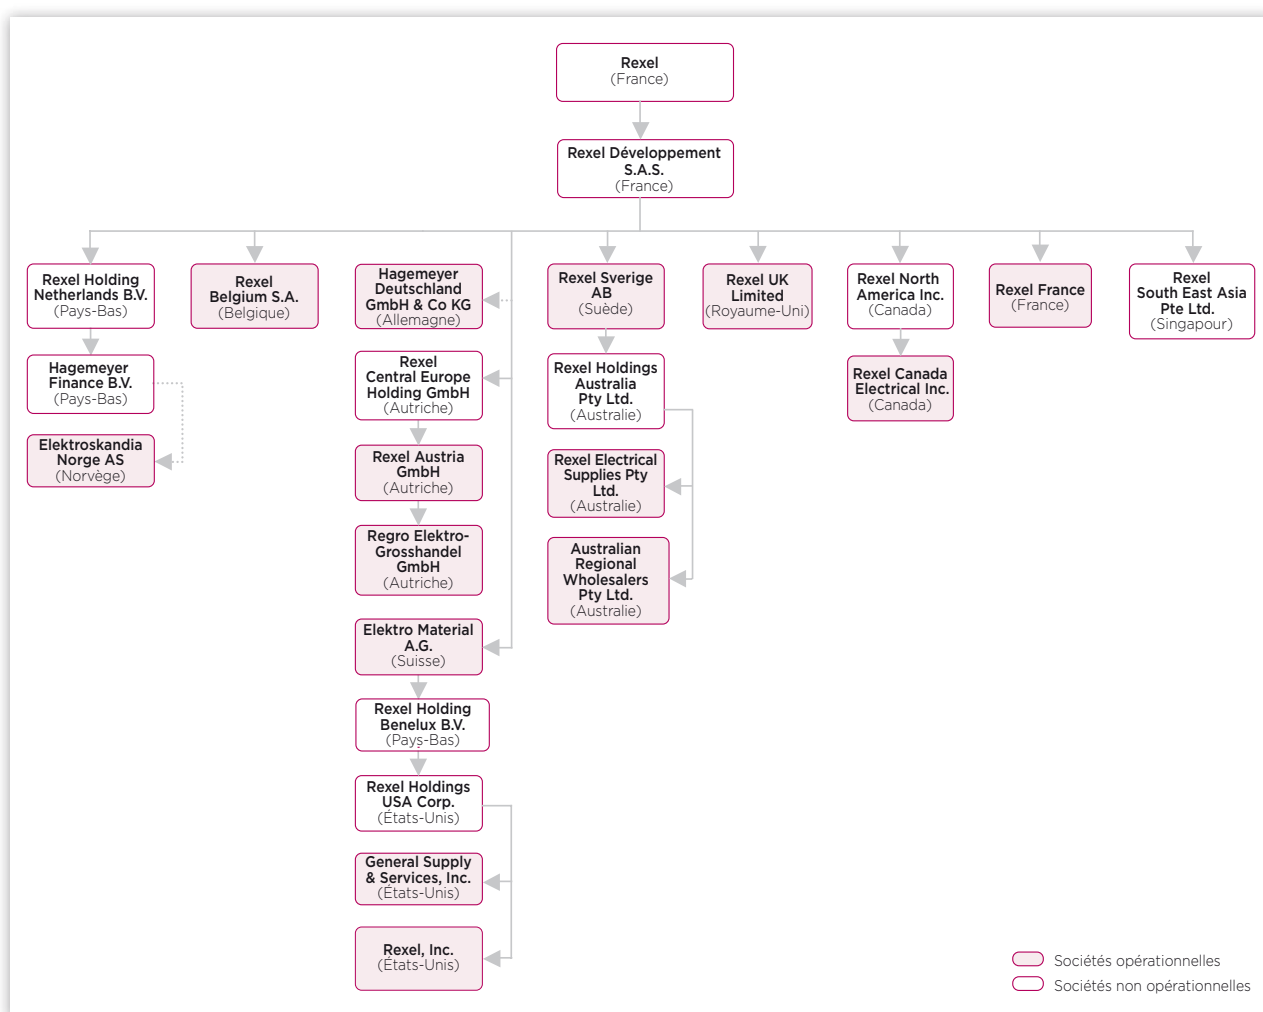 Rexel
(France)
Rexel Développement
S.A.S.
(France)
Rexel Holding
Netherlands B.V.
(Pays-Bas)
Hagemeyer
Finance B.V.
(Pays-Bas)
Elektroskandia
Norge AS
(Norvège)
Rexel
Belgium S.A.
(Belgique)
Hagemeyer
Deutschland
GmbH & Co KG
(Allemagne)
Rexel
Central Europe
Holding GmbH
(Autriche)
Rexel Austria
GmbH
(Autriche)
Regro Elektro-
Grosshandel
GmbH
(Autriche)
Elektro Material
A.G.
(Suisse)
Rexel Holding
Benelux B.V.
(Pays-Bas)
Rexel Holdings
USA Corp.
(États-Unis)
General Supply
& Services, Inc.
(États-Unis)
Rexel, Inc.
(États-Unis)
Rexel Sverige
AB
(Suède)
Rexel Holdings
Australia
Pty Ltd.
(Australie)
Rexel Electrical
Supplies Pty
Ltd.
(Australie)
Australian
Regional
Wholesalers
Pty Ltd.
(Australie)
Rexel UK
Limited
(Royaume-Uni)
Rexel North
America Inc.
(Canada)
Rexel Canada
Electrical Inc.
(Canada)
Rexel France
(France)
Rexel
South East Asia
Pte Ltd.
(Singapour)
Sociétés opérationnelles
Sociétés non opérationnelles